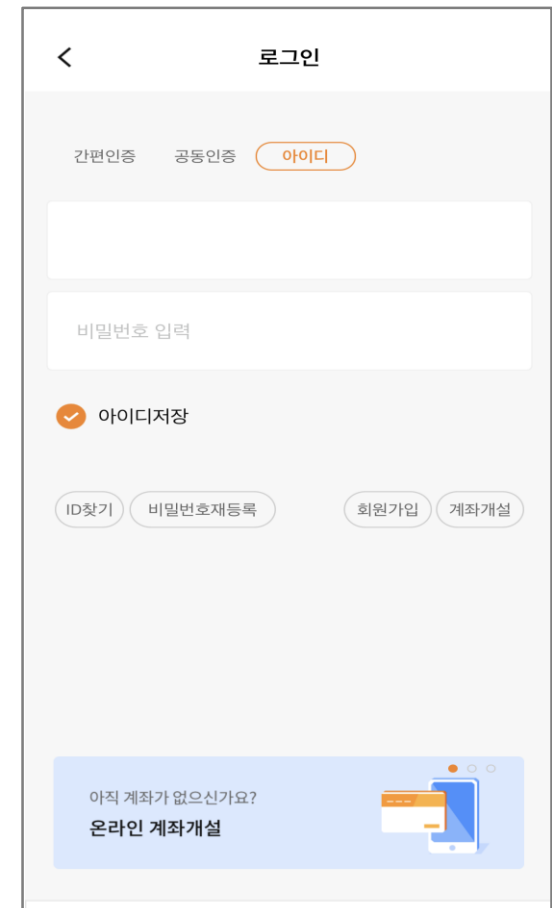 로그인
간편인증 공동인증 아이디
비밀번호 입력
아이디저장
ID찾기 비밀번호재등록 회원가입 계좌개설
아직 계좌가 없으신가요?
온라인 계좌개설